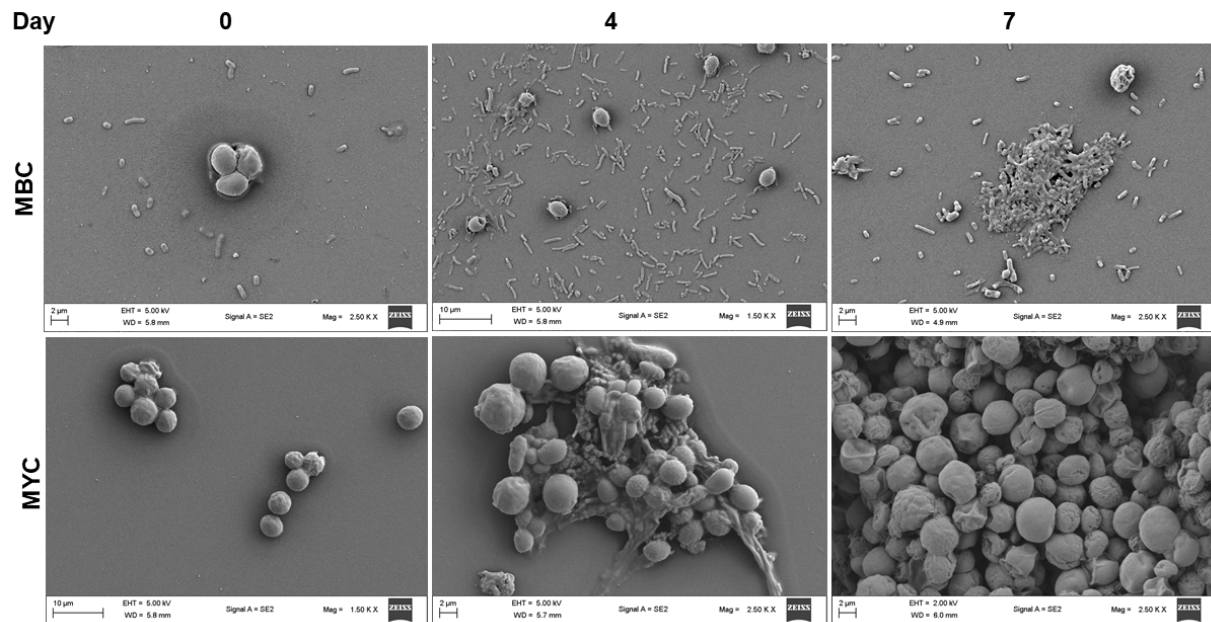 Day 0 4 7
MBC
2 µm EHT = 5.00 kV WD = 5.8 mm Signal A = SE2 Mag = 2.50 K X ZEISS
10 µm EHT = 5.00 kV WD = 5.8 mm Signal A = SE2 Mag = 1.50 K X ZEISS
2 µm EHT = 5.00 kV WD = 4.9 mm Signal A = SE2 Mag = 2.50 K X ZEISS
MYC
10 µm EHT = 5.00 kV WD = 5.8 mm Signal A = SE2 Mag = 1.50 K X ZEISS
2 µm EHT = 5.00 kV WD = 5.7 mm Signal A = SE2 Mag = 2.50 K X ZEISS
2 µm EHT = 2.00 kV WD = 6.0 mm Signal A = SE2 Mag = 2.50 K X ZEISS